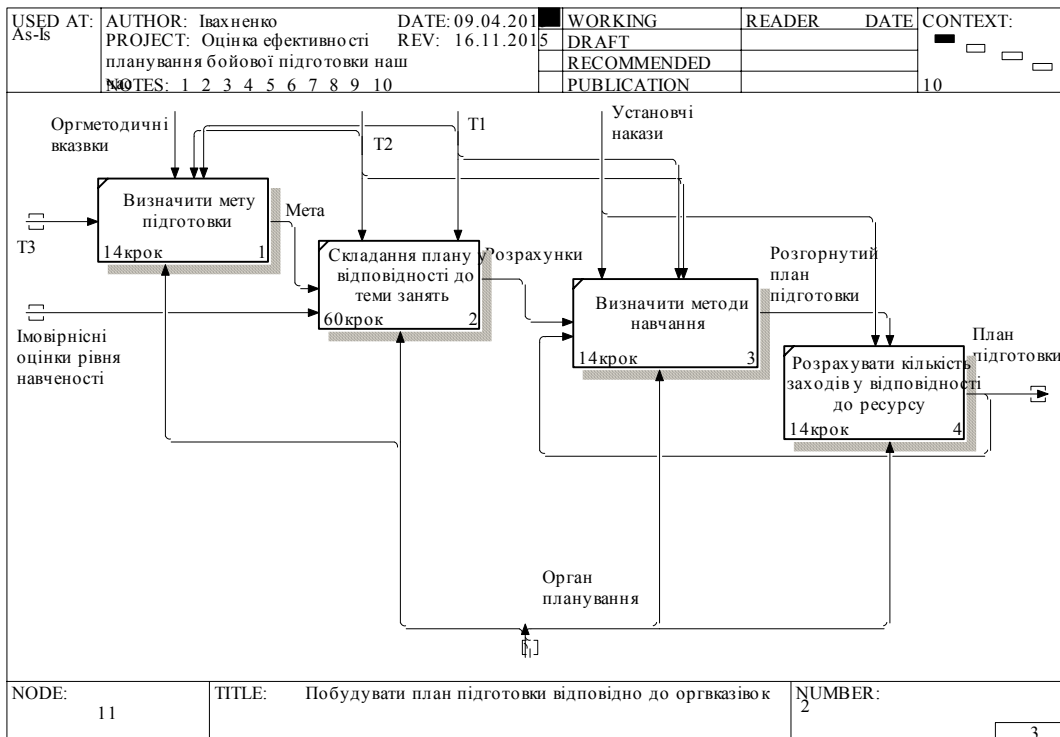 USED AT:
As-Is
AUTHOR: Івахненко
DATE: 09.04.201
PROJECT: Оцінка ефективності
REV: 16.11.2015
планування бойової підготовки наш
NOTES: 1 2 3 4 5 6 7 8 9 10
WORKING
DRAFT
RECOMMENDED
PUBLICATION
READER DATE
CONTEXT:
10
Оргметодичні
вказвки
T2
T1
Установчі
накази
Визначити мету
підготовки
14крок 1
T3
Мета
Складання плану у
відповідності до
теми занять
60крок 2
Розрахунки
Імовірнісні
оцінки рівня
навченості
Визначити методи
навчання
14крок 3
Розгорнутий
план
підготовки
Розрахувати кількість
заходів у відповідності
до ресурсу
14крок 4
План
підготовки
Орган
планування
NODE:
11
TITLE: Побудувати план підготовки відповідно до оргвказівок
NUMBER:
2
3